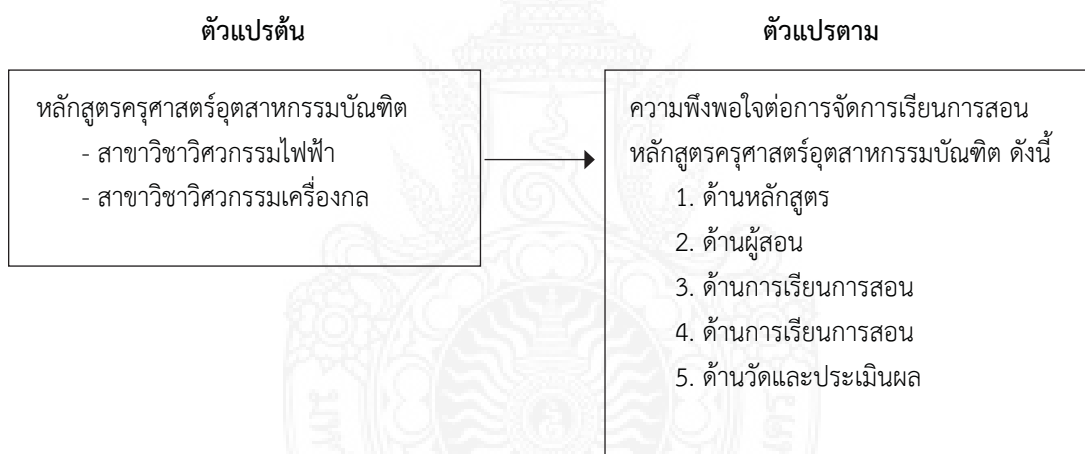 ตัวแปรต้น
ตัวแปรตาม
หลักสูตรครุศาสตร์อุตสาหกรรมบัณฑิต
- สาขาวิชาวิศวกรรมไฟฟ้า
- สาขาวิชาวิศวกรรมเครื่องกล
ความพึงพอใจต่อการจัดการเรียนการสอน
หลักสูตรครุศาสตร์อุตสาหกรรมบัณฑิต ดังนี้
1. ด้านหลักสูตร
2. ด้านผู้สอน
3. ด้านการเรียนการสอน
4. ด้านการเรียนการสอน
5. ด้านวัดและประเมินผล